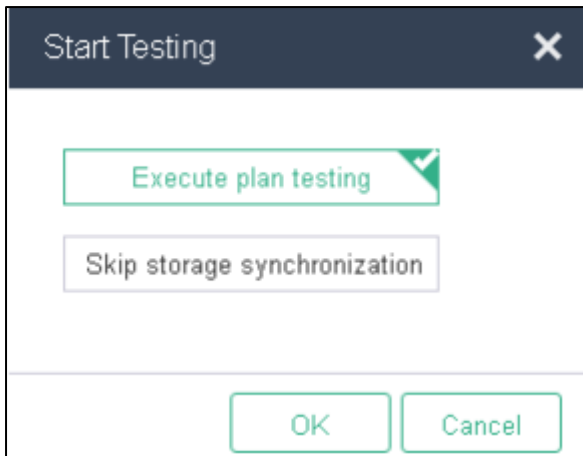 Start Testing
Execute plan testing
Skip storage synchronization
OK Cancel